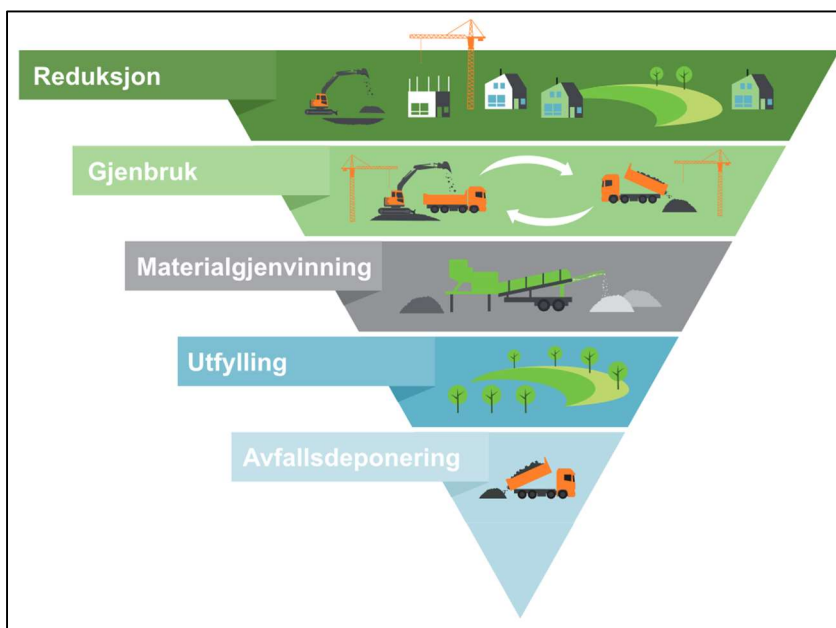 Reduksjon
Gjenbruk
Materialgjenvinning
Utfylling
Avfallsdeponering